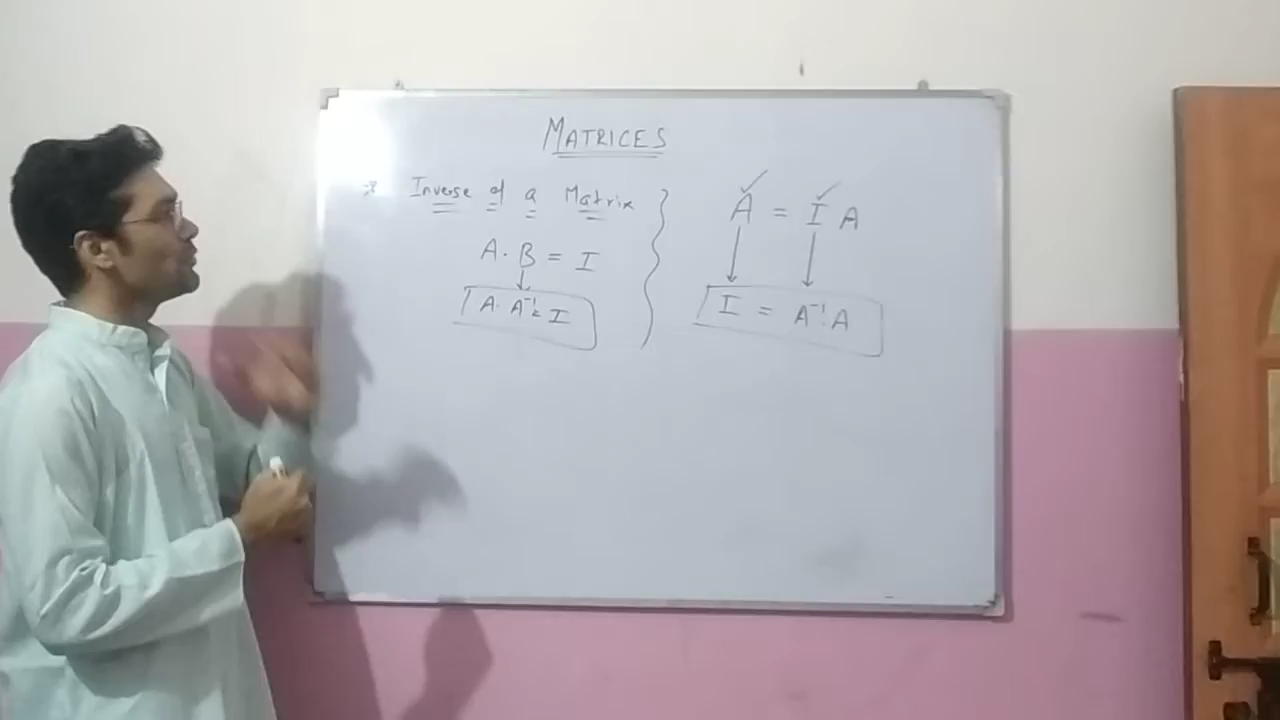 MATRICES
* Inverse of a Matrix
A . B = I
A . A⁻¹ = I
A = I A
I = A⁻¹ . A